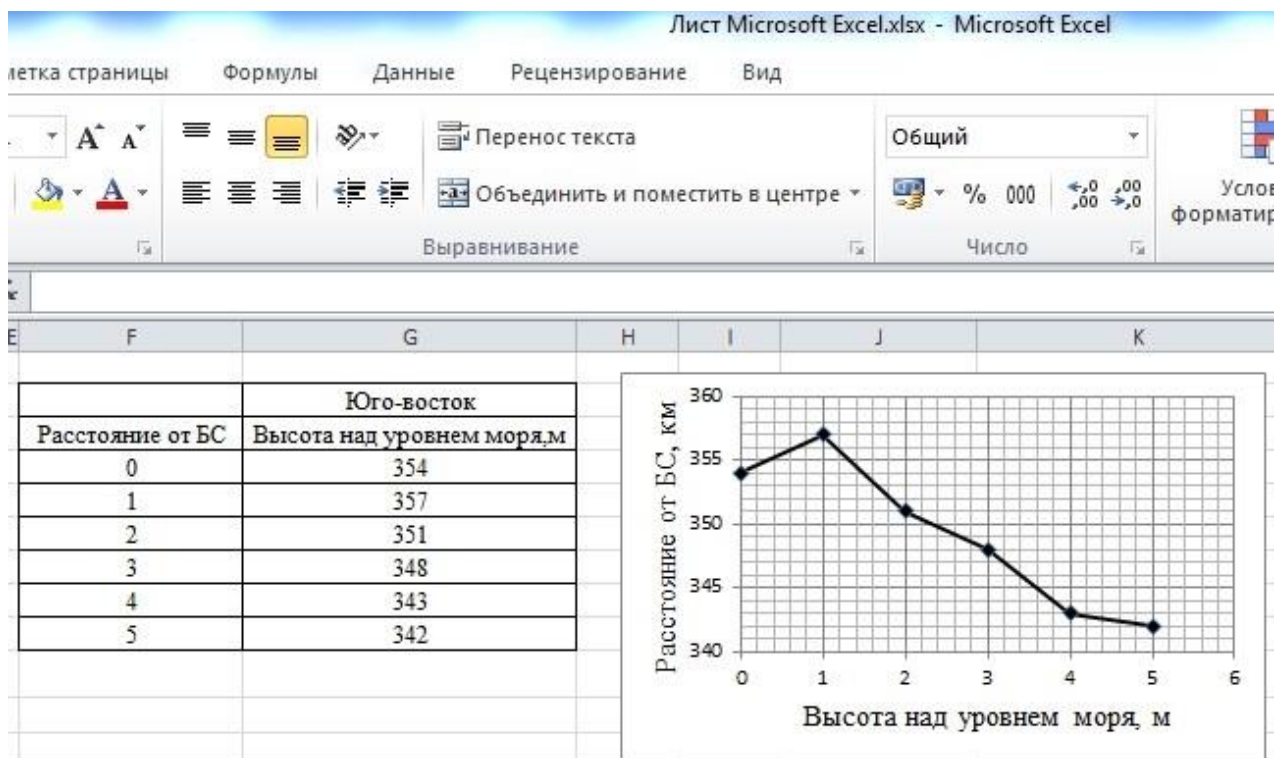 Лист Microsoft Excel.xlsx - Microsoft Excel
метка страницы Формулы Данные Рецензирование Вид
Перенос текста Общий
Объединить и поместить в центре % 000
Услов
форматир
Выравнивание Число
E F G H I J K
Юго-восток
Расстояние от БС Высота над уровнем моря,м
0 354
1 357
2 351
3 348
4 343
5 342
Расстояние от БС, км
360
355
350
345
340
0 1 2 3 4 5 6
Высота над уровнем моря, м